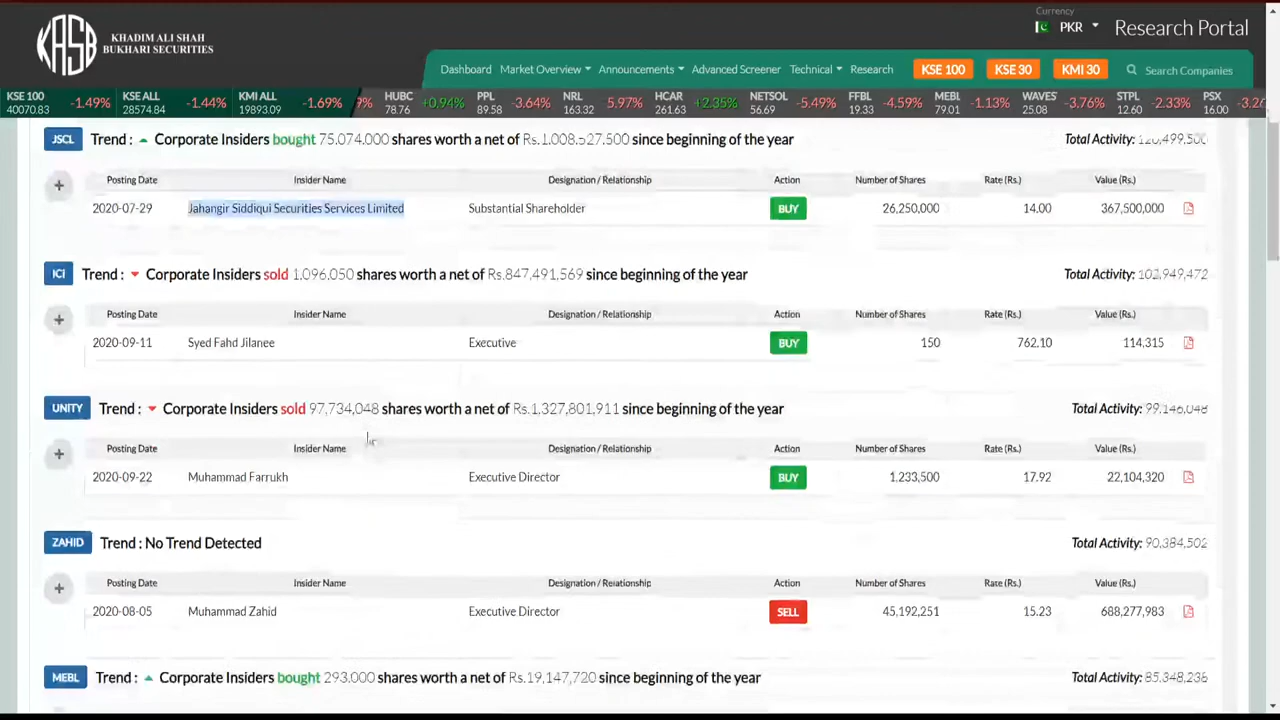 Currency
KASB
KHADIM ALI SHAH
BUKHARI SECURITIES
PKR
Research Portal
Dashboard Market Overview Announcements Advanced Screener Technical Research KSE 100 KSE 30 KMI 30 Search Companies
KSE 100 40070.83 -1.49% KSE ALL 28574.84 -1.44% KMI ALL 19893.09 -1.69% HUBC 78.76 +0.94% PPL 89.58 -3.64% NRL 163.32 5.97% HCAR 261.63 +2.35% NETSOL 56.69 -5.49% FFBL 19.33 -4.59% MEBL 79.01 -1.13% WAVES 25.08 -3.76% STPL 12.60 -2.33% PSX 16.00
JSCL Trend : Corporate Insiders bought 75,074,000 shares worth a net of Rs.1,008,527,500 since beginning of the year Total Activity: 120,499,500
Posting Date Insider Name Designation / Relationship Action Number of Shares Rate (Rs.) Value (Rs.)
+ 2020-07-29 Jahangir Siddiqui Securities Services Limited Substantial Shareholder BUY 26,250,000 14.00 367,500,000
ICI Trend : Corporate Insiders sold 1,096,050 shares worth a net of Rs.847,491,569 since beginning of the year Total Activity: 102,949,472
Posting Date Insider Name Designation / Relationship Action Number of Shares Rate (Rs.) Value (Rs.)
+ 2020-09-11 Syed Fahd Jilanee Executive BUY 150 762.10 114,315
UNITY Trend : Corporate Insiders sold 97,734,048 shares worth a net of Rs.1,327,801,911 since beginning of the year Total Activity: 99,146,048
Posting Date Insider Name Designation / Relationship Action Number of Shares Rate (Rs.) Value (Rs.)
+ 2020-09-22 Muhammad Farrukh Executive Director BUY 1,233,500 17.92 22,104,320
ZAHID Trend : No Trend Detected Total Activity: 90,384,502
Posting Date Insider Name Designation / Relationship Action Number of Shares Rate (Rs.) Value (Rs.)
+ 2020-08-05 Muhammad Zahid Executive Director SELL 45,192,251 15.23 688,277,983
MEBL Trend : Corporate Insiders bought 293,000 shares worth a net of Rs.19,147,720 since beginning of the year Total Activity: 85,348,236